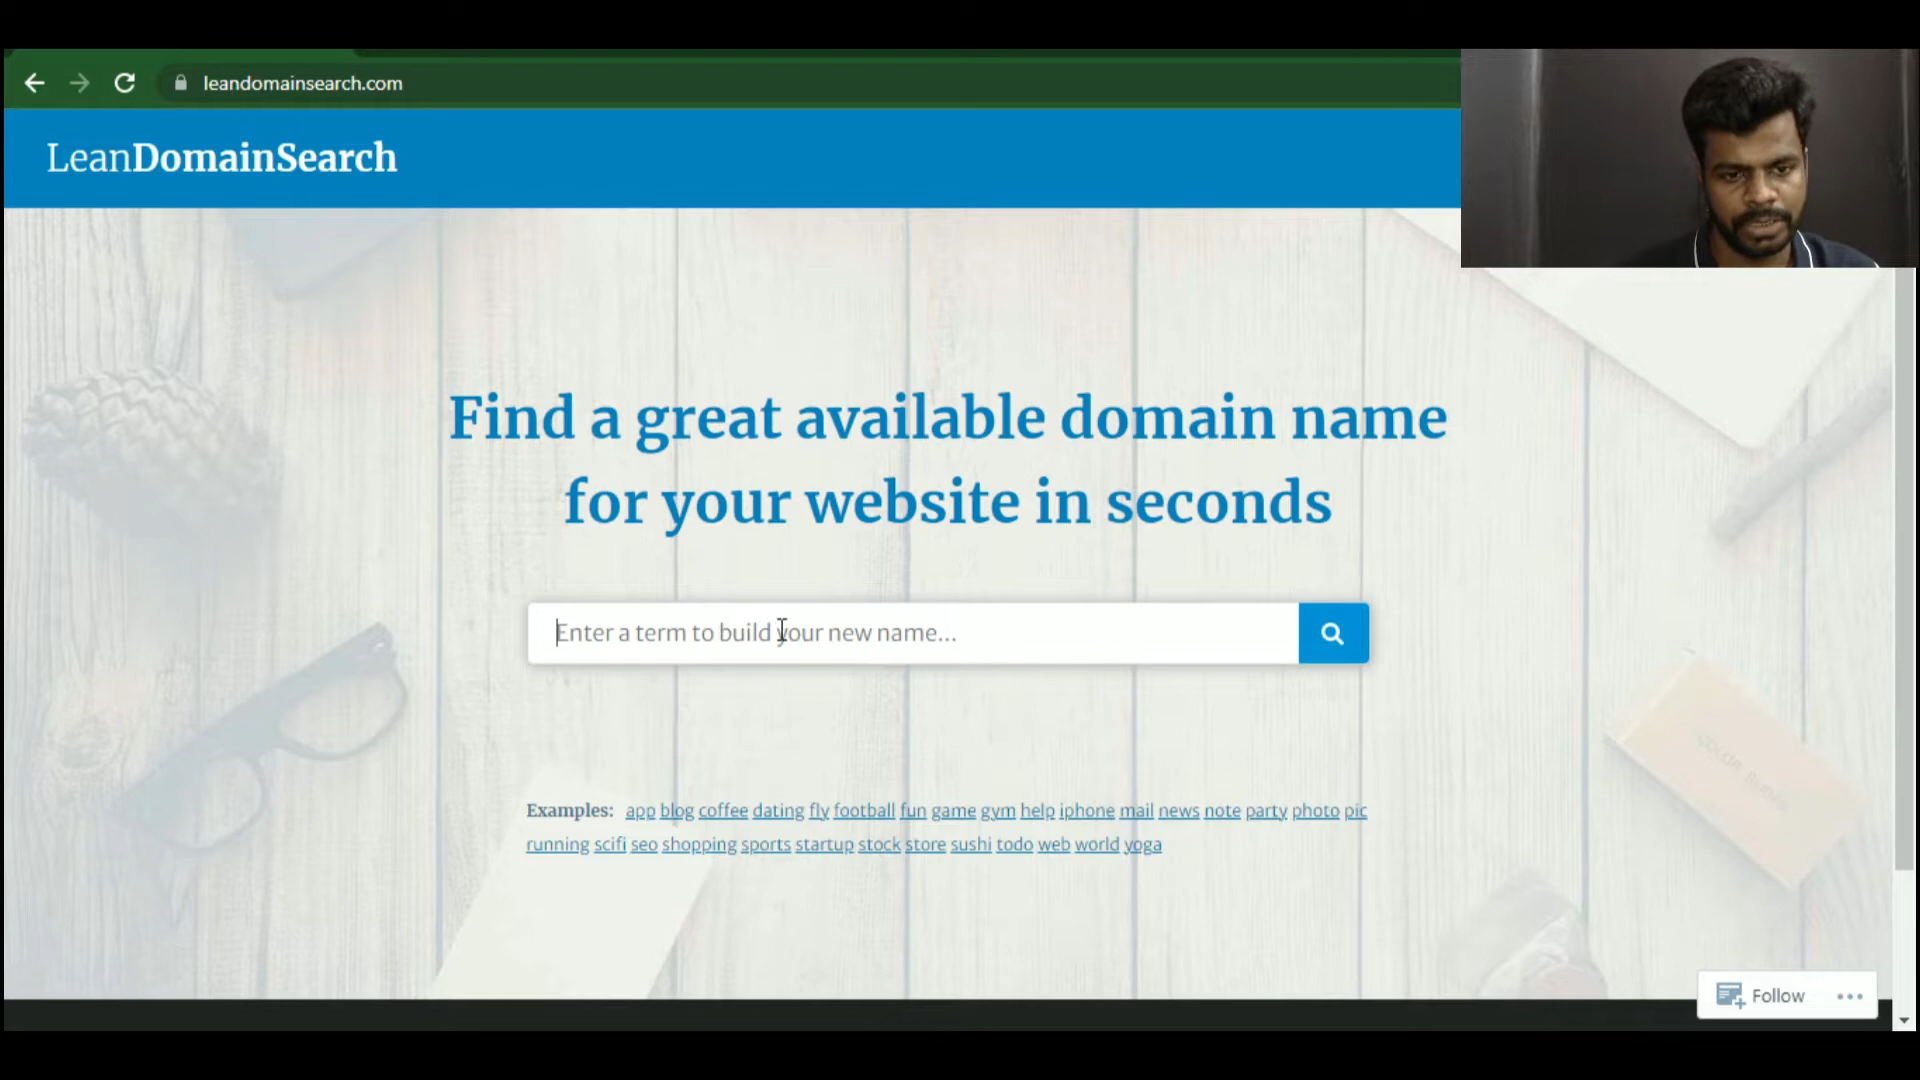 leandomainsearch.com
LeanDomainSearch
Find a great available domain name
for your website in seconds
Enter a term to build your new name...
Examples: app blog coffee dating fly football fun game gym help iphone mail news note party photo pic
running scifi seo shopping sports startup stock store sushi todo web world yoga
Follow